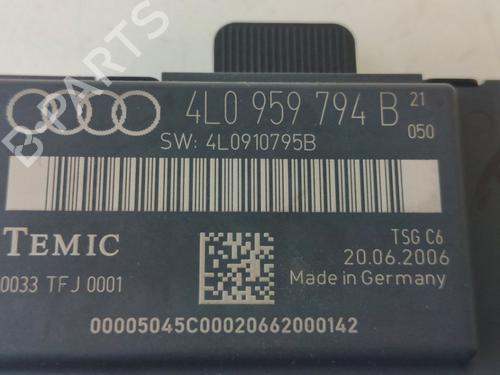 B-PARTS
4L0 959 794 B 21
050
SW: 4L0910795B
TEMIC
TSG C6
20.06.2006
0033 TFJ 0001
Made in Germany
00005045C00020662000142